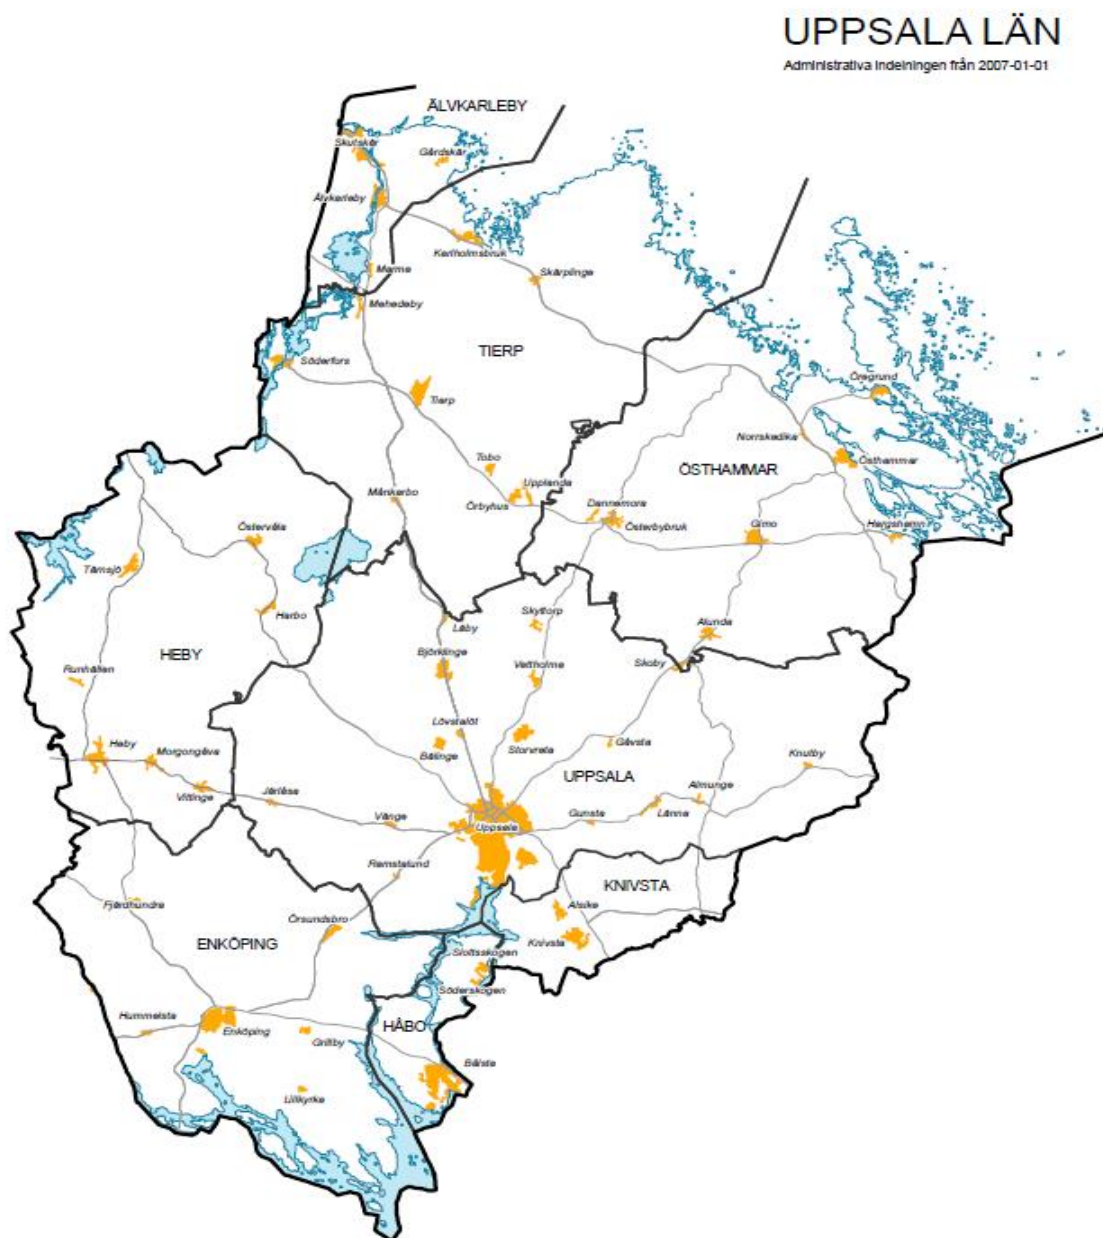 UPPSALA LÄN
Administrativa indelningen från 2007-01-01
ÄLVKARLEBY
Skutskär
Gårdskär
Älvkarleby
Karlholmsbruk
Marma
Skärplinge
Mehedeby
TIERP
Söderfors
Öregrund
Tierp
Norrskedika
Östhammar
Tobo
ÖSTHAMMAR
Upplanda
Månkarbo
Örbyhus
Dannemora
Österbybruk
Gimo
Hargshamn
Östervåla
Tärnsjö
Harbo
Skyttorp
Läby
Alunda
Björklinge
Vattholma
Skoby
HEBY
Runhällen
Lövstalöt
Bälinge
Storvreta
Gåvsta
Heby
Morgongåva
Knutby
UPPSALA
Vittinge
Järlåsa
Almunge
Vänge
Uppsala
Gunsta
Länna
Ramstalund
KNIVSTA
Fjärdhundra
Alsike
Örsundsbro
ENKÖPING
Knivsta
Slottsskogen
Söderskogen
Hummelsta
Enköping
Grillby
HÅBO
Bålsta
Lillkyrka